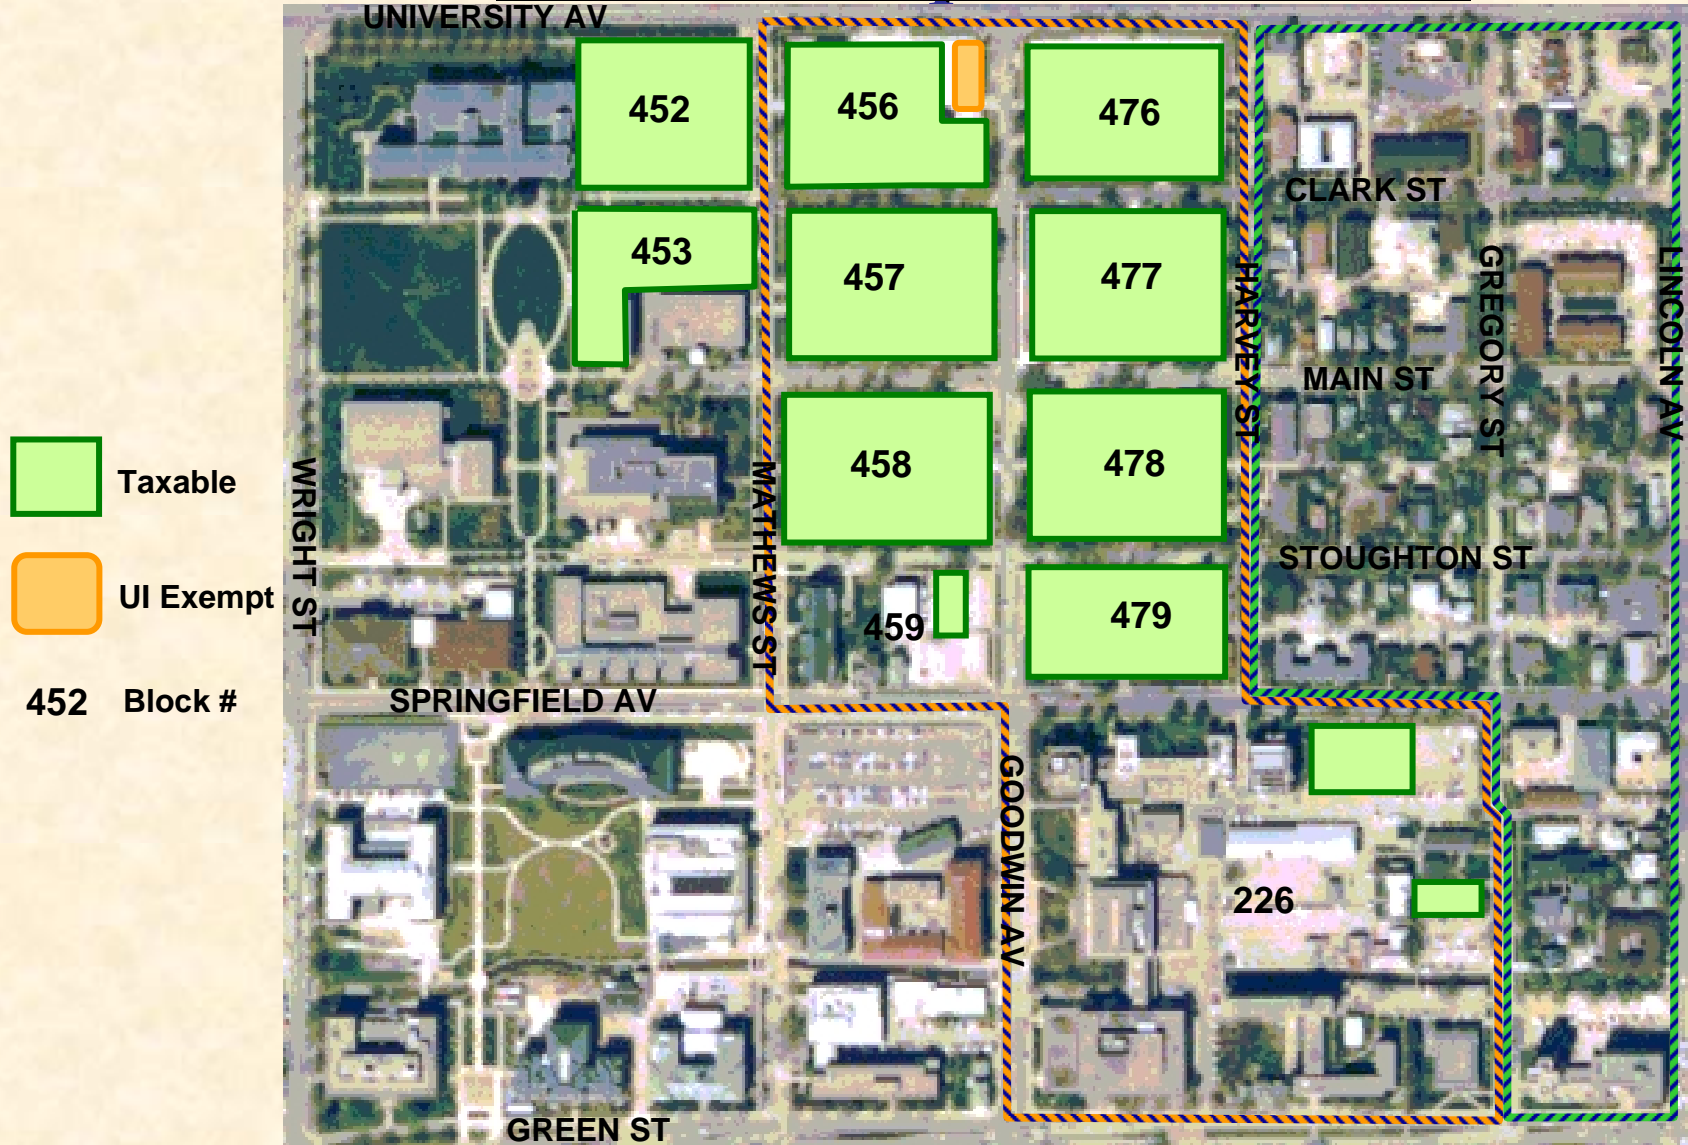 UNIVERSITY AV
452
456
476
CLARK ST
453
457
477
HARVEY ST
GREGORY ST
LINCOLN AV
MAIN ST
458
478
Taxable
WRIGHT ST
MATHEWS ST
STOUGHTON ST
UI Exempt
459
479
452 Block #
SPRINGFIELD AV
GOODWIN AV
226
GREEN ST